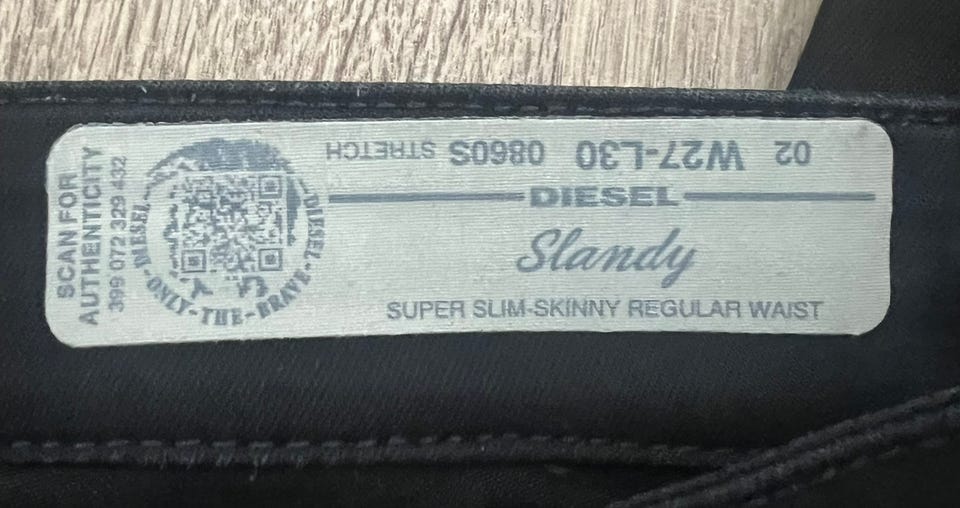 SCAN FOR
AUTHENTICITY
399 072 329 432
DIESEL·ONLY·THE·BRAVE·DIESEL
02 W27-L30 0860S STRETCH
DIESEL
Slandy
SUPER SLIM-SKINNY REGULAR WAIST